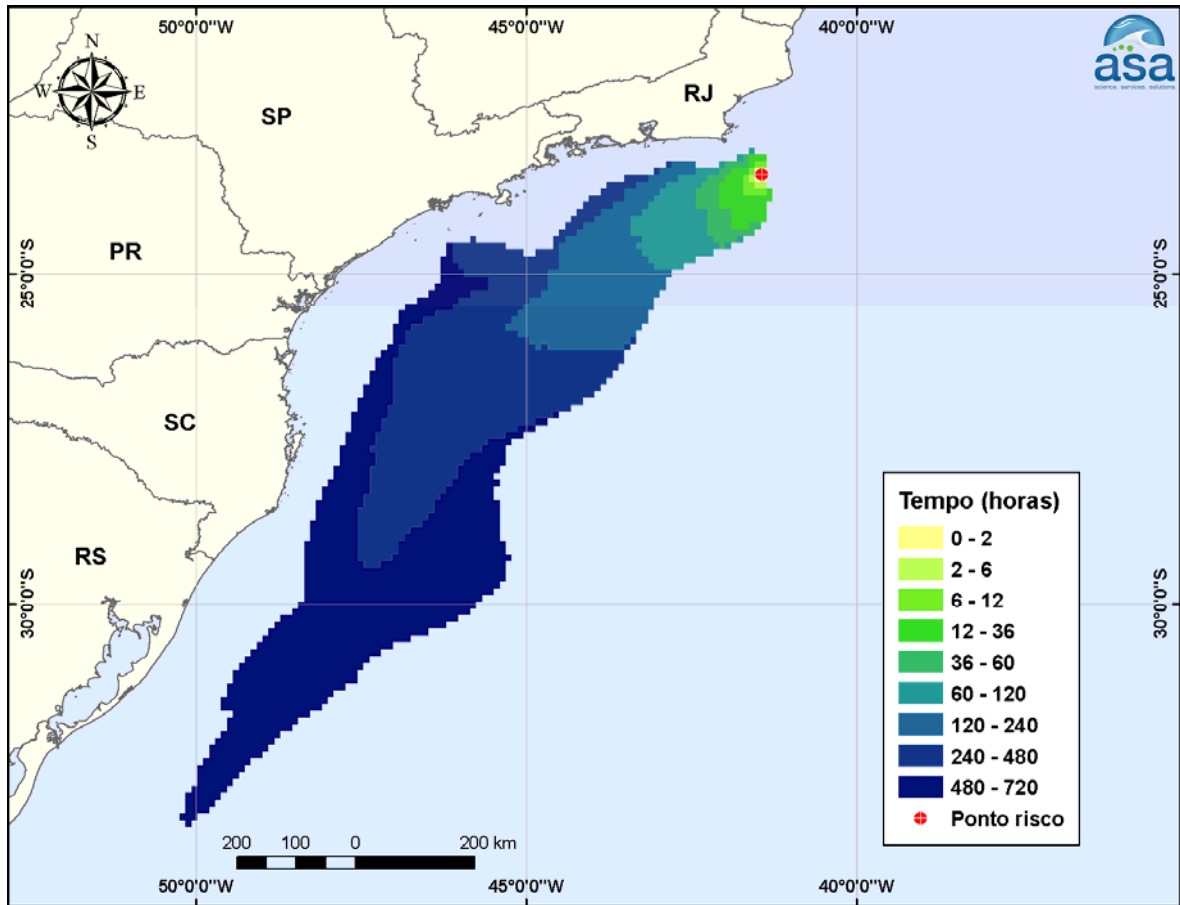 50°0'0"W
45°0'0"W
40°0'0"W
N
W
E
S
asa
science. services. solutions.
RJ
SP
PR
25°0'0"S
25°0'0"S
SC
RS
30°0'0"S
30°0'0"S
Tempo (horas)
0 - 2
2 - 6
6 - 12
12 - 36
36 - 60
60 - 120
120 - 240
240 - 480
480 - 720
Ponto risco
200 100 0 200 km
50°0'0"W
45°0'0"W
40°0'0"W